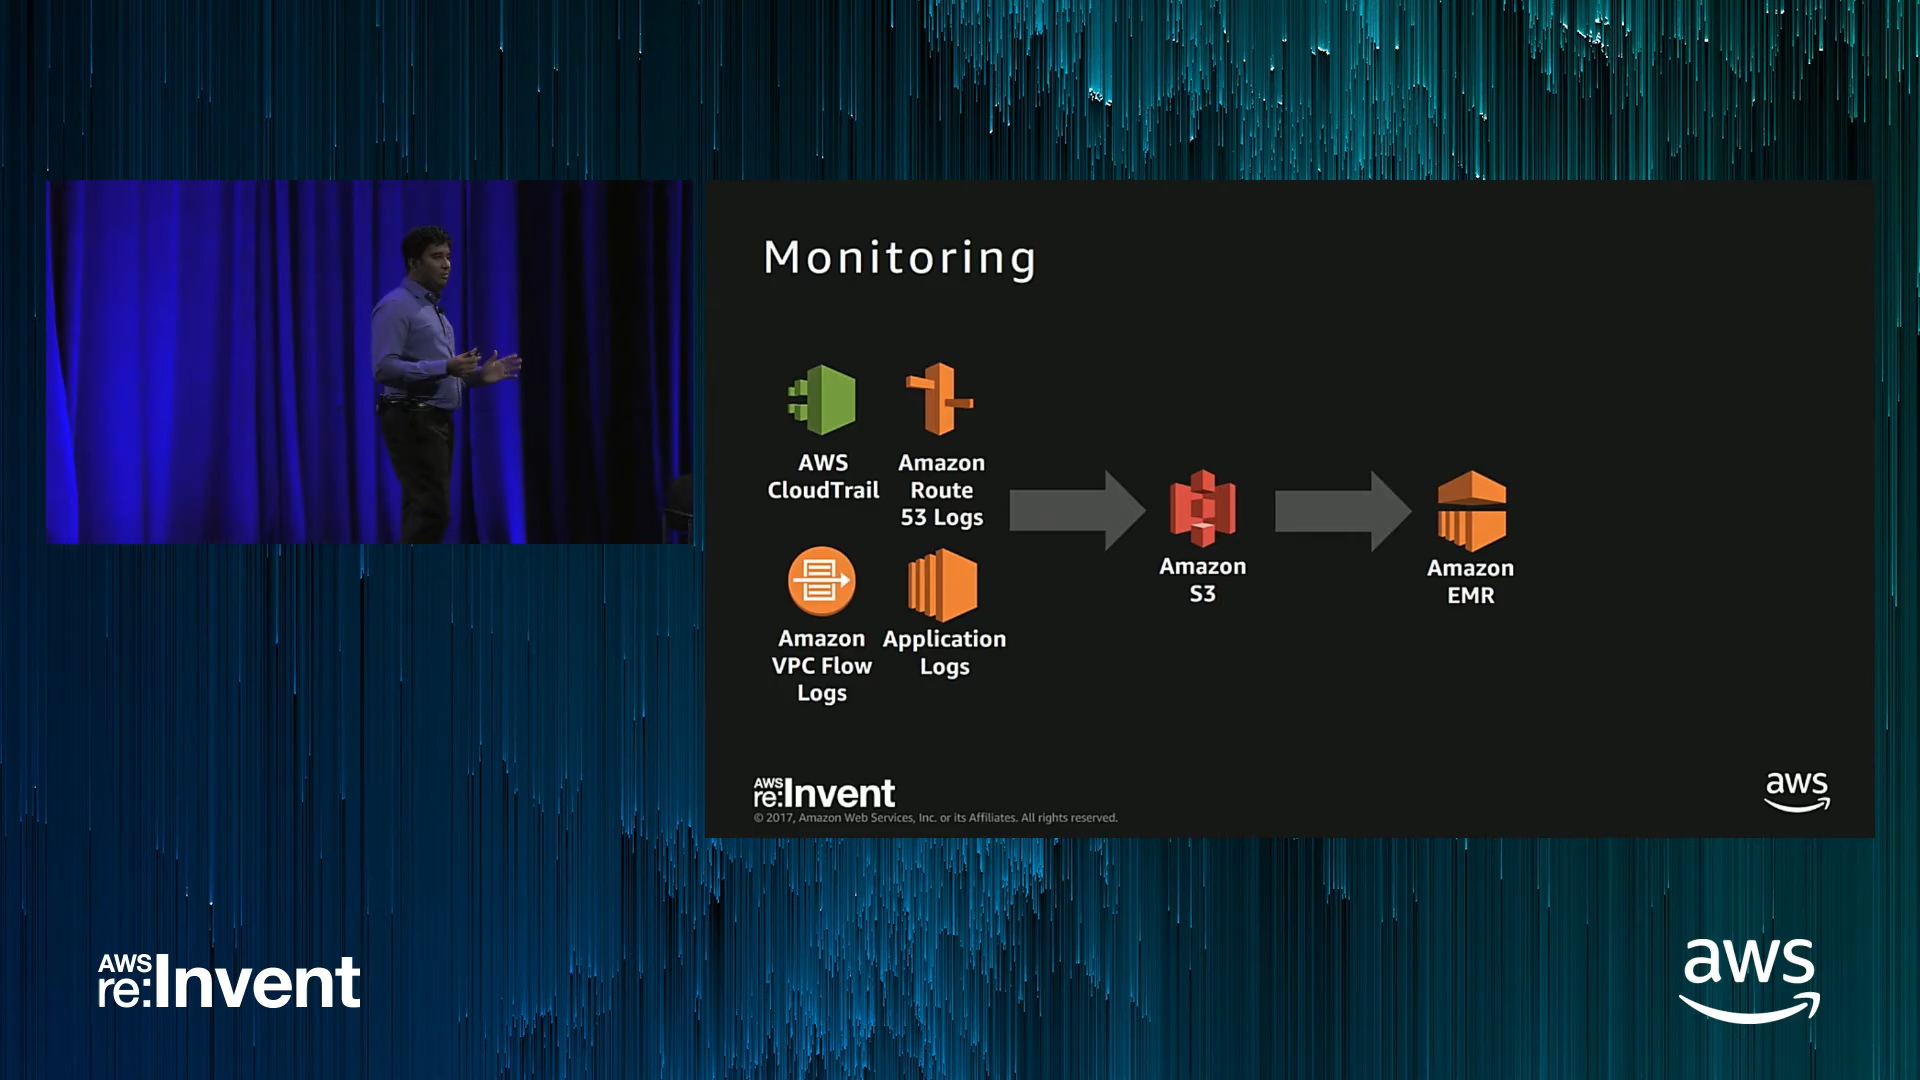 Monitoring
AWS
CloudTrail
Amazon
Route
53 Logs
Amazon
VPC Flow
Logs
Application
Logs
Amazon
S3
Amazon
EMR
AWS
re:Invent
© 2017, Amazon Web Services, Inc. or its Affiliates. All rights reserved.
aws
AWS
re:Invent
aws